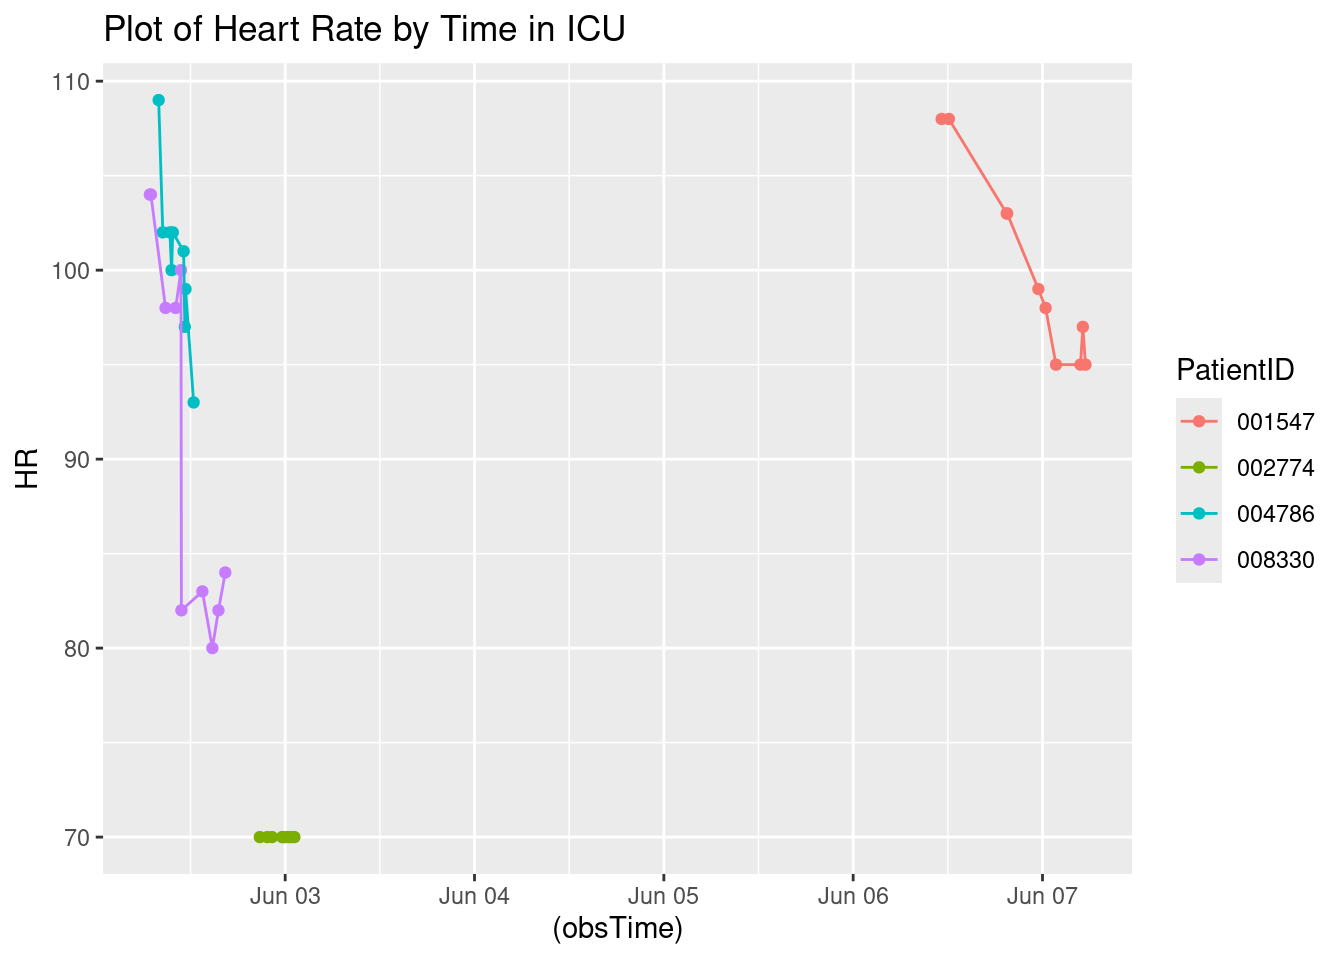 Plot of Heart Rate by Time in ICU
110
100
90
80
70
HR
Jun 03
Jun 04
Jun 05
Jun 06
Jun 07
(obsTime)
PatientID
001547
002774
004786
008330